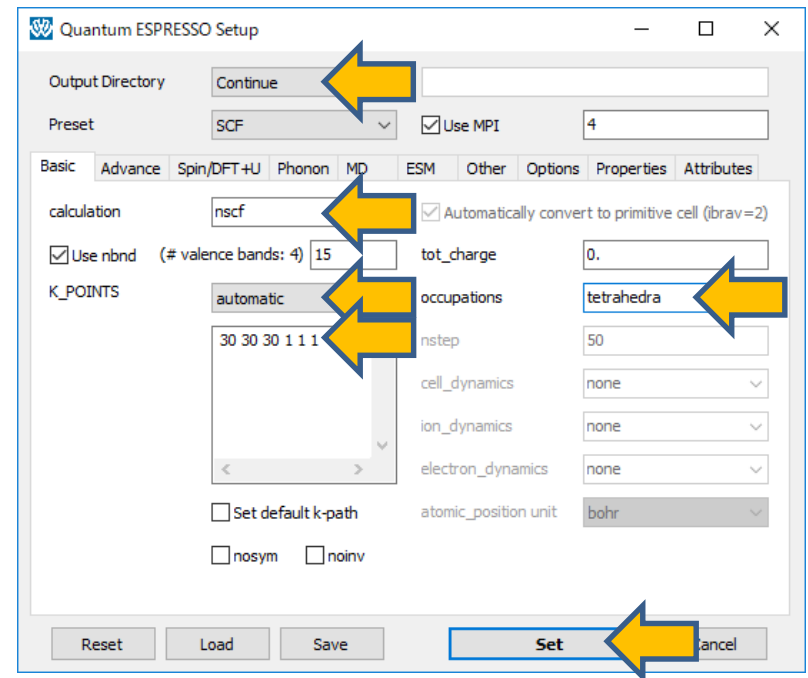 Quantum ESPRESSO Setup
Output Directory Continue
Preset SCF Use MPI 4
Basic Advance Spin/DFT+U Phonon MD ESM Other Options Properties Attributes
calculation nscf Automatically convert to primitive cell (ibrav=2)
Use nbnd (# valence bands: 4) 15 tot_charge 0.
K_POINTS automatic occupations tetrahedra
30 30 30 1 1 1 nstep 50
cell_dynamics none
ion_dynamics none
electron_dynamics none
Set default k-path atomic_position unit bohr
nosym noinv
Reset Load Save Set Cancel